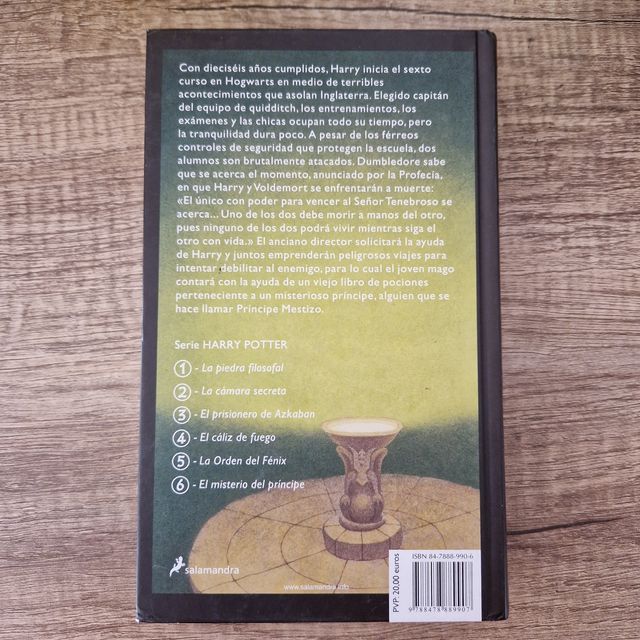 Con dieciséis años cumplidos, Harry inicia el sexto
curso en Hogwarts en medio de terribles
acontecimientos que asolan Inglaterra. Elegido capitán
del equipo de quidditch, los entrenamientos, los
exámenes y las chicas ocupan todo su tiempo, pero
la tranquilidad dura poco. A pesar de los férreos
controles de seguridad que protegen la escuela, dos
alumnos son brutalmente atacados. Dumbledore sabe
que se acerca el momento, anunciado por la Profecía,
en que Harry y Voldemort se enfrentarán a muerte:
«El único con poder para vencer al Señor Tenebroso se
acerca... Uno de los dos debe morir a manos del otro,
pues ninguno de los dos podrá vivir mientras siga el
otro con vida.» El anciano director solicitará la ayuda
de Harry y juntos emprenderán peligrosos viajes para
intentar debilitar al enemigo, para lo cual el joven mago
contará con la ayuda de un viejo libro de pociones
perteneciente a un misterioso príncipe, alguien que se
hace llamar Príncipe Mestizo.
Serie HARRY POTTER
1 - La piedra filosofal
2 - La cámara secreta
3 - El prisionero de Azkaban
4 - El cáliz de fuego
5 - La Orden del Fénix
6 - El misterio del príncipe
salamandra
www.salamandra.info
ISBN 84-7888-990-6
9788478889907
PVP: 20,00 euros